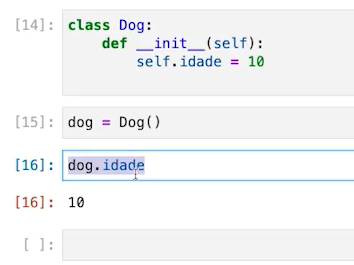 [14]: class Dog:
def __init__(self):
self.idade = 10
[15]: dog = Dog()
[16]: dog.idade
[16]: 10
[ ]: